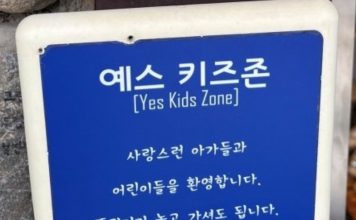 예스 키즈존
[Yes Kids Zone]
사랑스런 아가들과
어린이들을 환영합니다.
놀고 가셔도 됩니다.